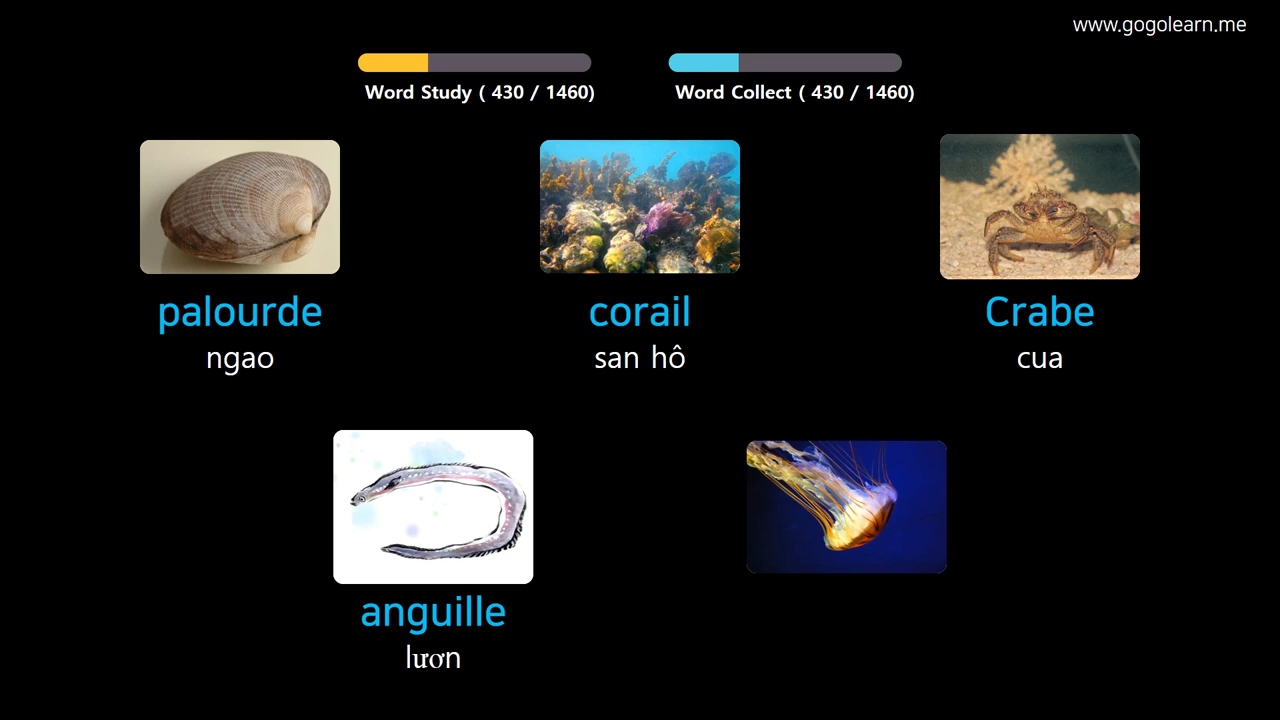 www.gogolearn.me
Word Study ( 430 / 1460)
Word Collect ( 430 / 1460)
palourde
ngao
corail
san hô
Crabe
cua
anguille
lươn